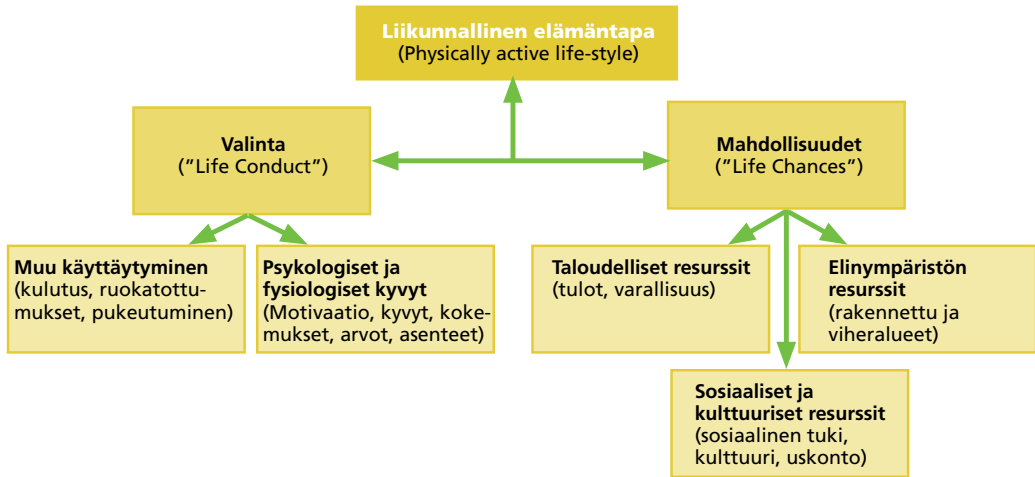 Liikunnallinen elämäntapa
(Physically active life-style)
Valinta
(”Life Conduct”)
Mahdollisuudet
(”Life Chances”)
Muu käyttäytyminen
(kulutus, ruokatottu-
mukset, pukeutuminen)
Psykologiset ja
fysiologiset kyvyt
(Motivaatio, kyvyt, koke-
mukset, arvot, asenteet)
Taloudelliset resurssit
(tulot, varallisuus)
Elinympäristön
resurssit
(rakennettu ja
viheralueet)
Sosiaaliset ja
kulttuuriset resurssit
(sosiaalinen tuki,
kulttuuri, uskonto)